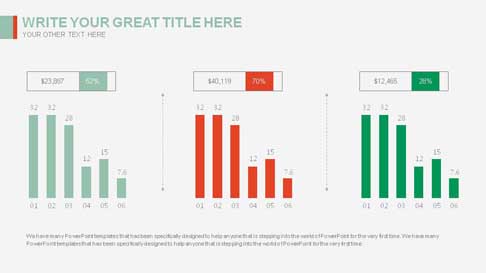 WRITE YOUR GREAT TITLE HERE
YOUR OTHER TEXT HERE
$23,887 62%
$40,119 70%
$12,465 28%
32 32 28 12 15 7.6
01 02 03 04 05 06
32 32 28 12 15 7.6
01 02 03 04 05 06
32 32 28 12 15 7.6
01 02 03 04 05 06
We have many PowerPoint templates that has been specifically designed to help anyone that is stepping into the world of PowerPoint for the very first time. We have many
PowerPoint templates that has been specifically designed to help anyone that is stepping into the world of PowerPoint for the very first time.